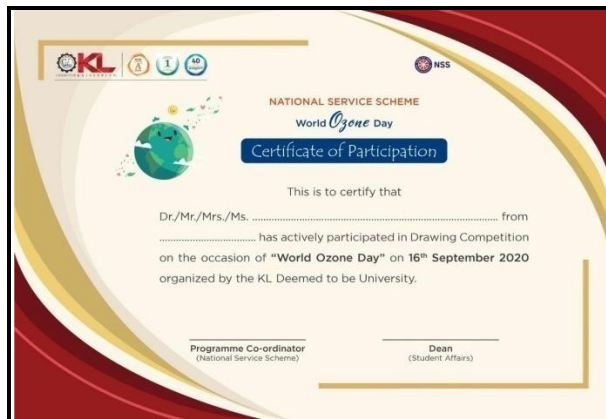 KL
1
40
NSS
NATIONAL SERVICE SCHEME
World Ozone Day
Certificate of Participation
This is to certify that
Dr./Mr./Mrs./Ms. .......................................................................... from
............................. has actively participated in Drawing Competition
on the occasion of “World Ozone Day” on 16th September 2020
organized by the KL Deemed to be University.
Programme Co-ordinator
(National Service Scheme)
Dean
(Student Affairs)